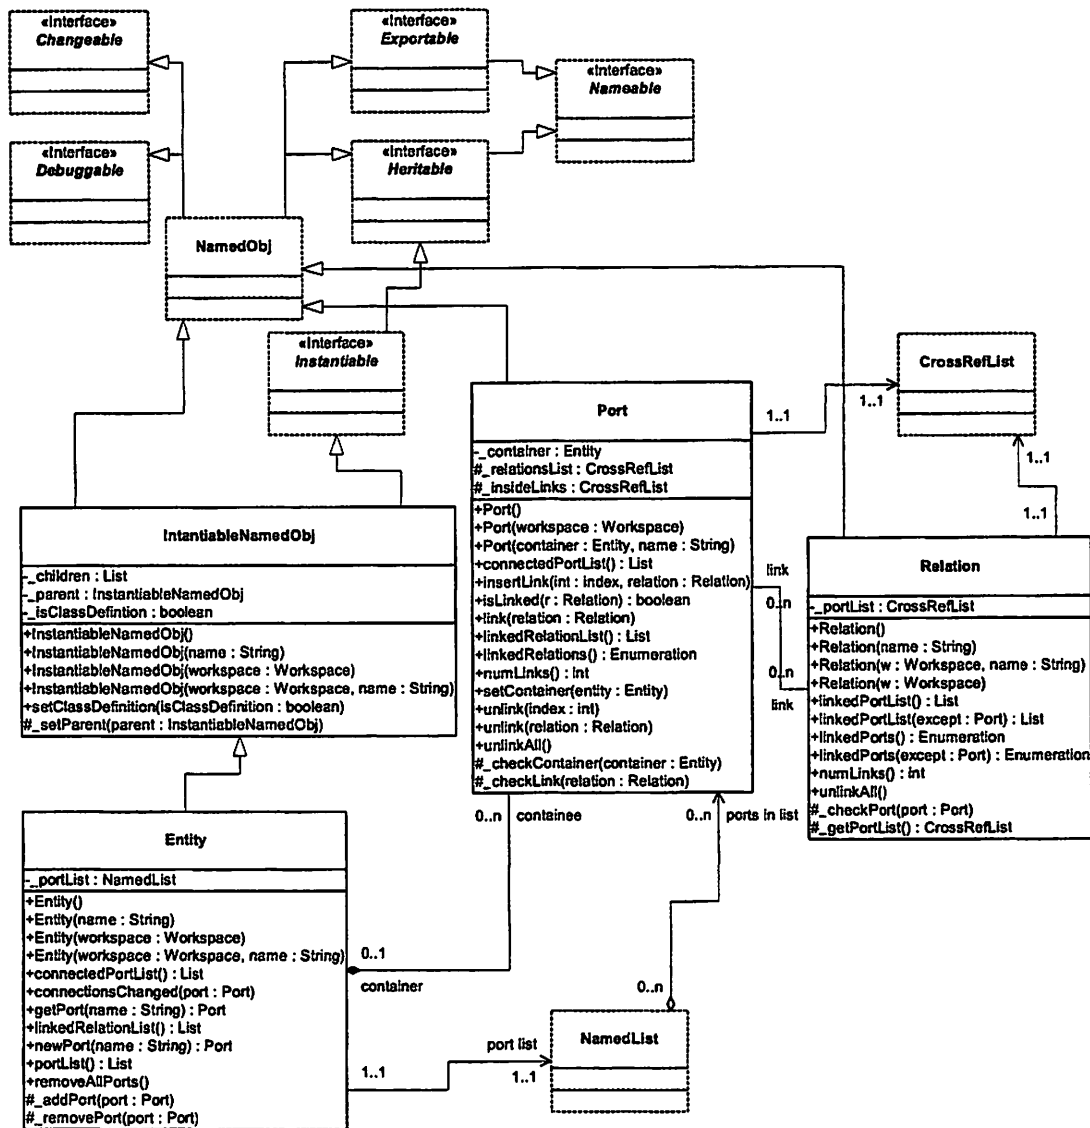 «Interface»
Changeable
«Interface»
Exportable
«Interface»
Nameable
«Interface»
Debuggable
«Interface»
Heritable
NamedObj
«Interface»
Instantiable
CrossRefList
1..1
1..1
1..1
1..1
Port
-_container : Entity
#_relationsList : CrossRefList
#_insideLinks : CrossRefList
+Port()
+Port(workspace : Workspace)
+Port(container : Entity, name : String)
+connectedPortList() : List
+insertLink(int : index, relation : Relation)
+isLinked(r : Relation) : boolean
+link(relation : Relation)
+linkedRelationList() : List
+linkedRelations() : Enumeration
+numLinks() : int
+setContainer(entity : Entity)
+unlink(index : int)
+unlink(relation : Relation)
+unlinkAll()
#_checkContainer(container : Entity)
#_checkLink(relation : Relation)
link
0..n
0..n
link
IntantiableNamedObj
-_children : List
-_parent : InstantiableNamedObj
-_isClassDefintion : boolean
+InstantiableNamedObj()
+InstantiableNamedObj(name : String)
+InstantiableNamedObj(workspace : Workspace)
+InstantiableNamedObj(workspace : Workspace, name : String)
+setClassDefinition(isClassDefinition : boolean)
#_setParent(parent : InstantiableNamedObj)
Relation
-_portList : CrossRefList
+Relation()
+Relation(name : String)
+Relation(w : Workspace, name : String)
+Relation(w : Workspace)
+linkedPortList() : List
+linkedPortList(except : Port) : List
+linkedPorts() : Enumeration
+linkedPorts(except : Port) : Enumeration
+numLinks() : int
+unlinkAll()
#_checkPort(port : Port)
#_getPortList() : CrossRefList
0..n containee
0..n ports in list
Entity
-_portList : NamedList
+Entity()
+Entity(name : String)
+Entity(workspace : Workspace)
+Entity(workspace : Workspace, name : String)
+connectedPortList() : List
+connectionsChanged(port : Port)
+getPort(name : String) : Port
+linkedRelationList() : List
+newPort(name : String) : Port
+portList() : List
+removeAllPorts()
#_addPort(port : Port)
#_removePort(port : Port)
0..1
container
0..n
NamedList
port list
1..1
1..1